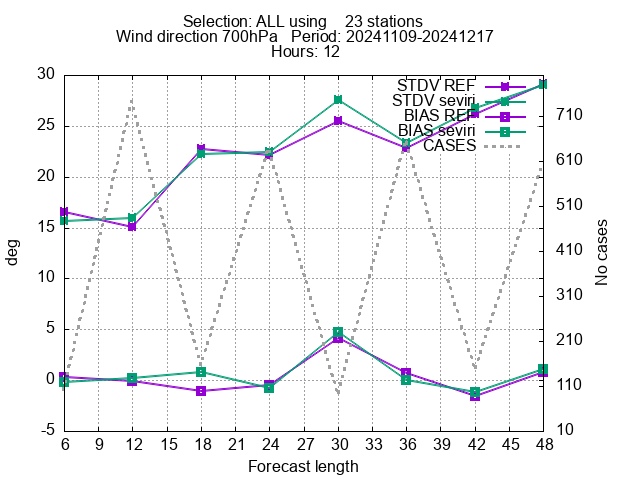 Selection: ALL using    23 stations
Wind direction 700hPa   Period: 20241109-20241217
Hours: 12
30
25
20
15
10
5
0
-5
deg
STDV REF
STDV seviri
BIAS REF
BIAS seviri
CASES
710
610
510
410
310
210
110
10
No cases
6 9 12 15 18 21 24 27 30 33 36 39 42 45 48
Forecast length